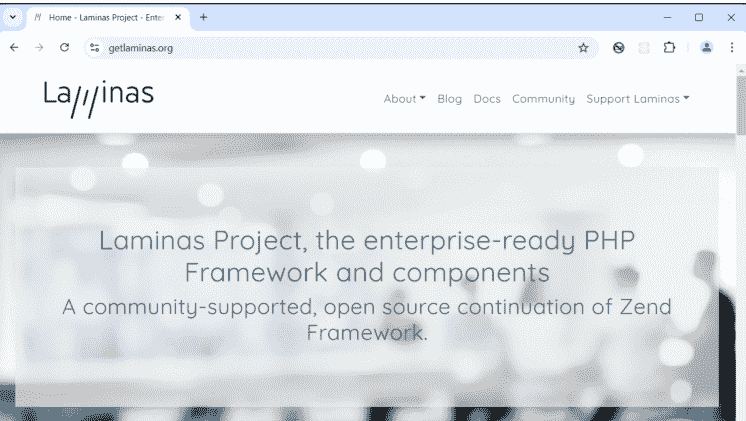 Home - Laminas Project - Enter
getlaminas.org
Laminas
About Blog Docs Community Support Laminas
Laminas Project, the enterprise-ready PHP
Framework and components
A community-supported, open source continuation of Zend
Framework.